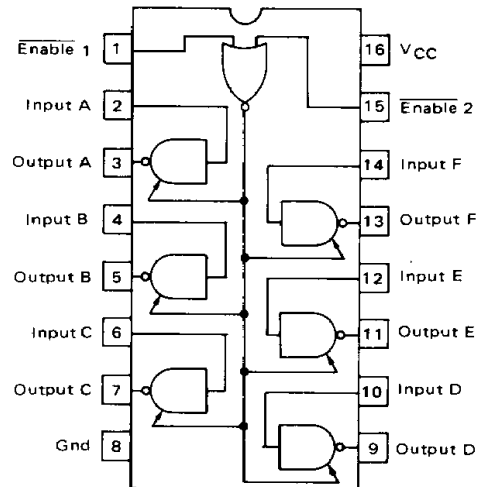 Enable 1 1
16 VCC
Input A 2
15 Enable 2
Output A 3
14 Input F
Input B 4
13 Output F
Output B 5
12 Input E
Input C 6
11 Output E
Output C 7
10 Input D
Gnd 8
9 Output D